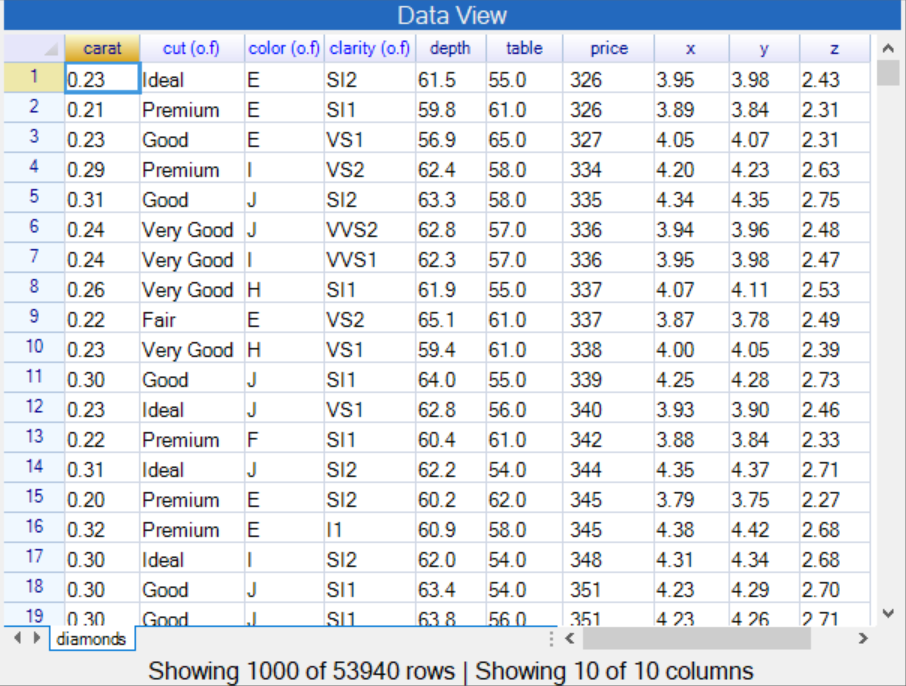 Data View
carat cut (o.f) color (o.f) clarity (o.f) depth table price x y z
1 0.23 Ideal E SI2 61.5 55.0 326 3.95 3.98 2.43
2 0.21 Premium E SI1 59.8 61.0 326 3.89 3.84 2.31
3 0.23 Good E VS1 56.9 65.0 327 4.05 4.07 2.31
4 0.29 Premium I VS2 62.4 58.0 334 4.20 4.23 2.63
5 0.31 Good J SI2 63.3 58.0 335 4.34 4.35 2.75
6 0.24 Very Good J VVS2 62.8 57.0 336 3.94 3.96 2.48
7 0.24 Very Good I VVS1 62.3 57.0 336 3.95 3.98 2.47
8 0.26 Very Good H SI1 61.9 55.0 337 4.07 4.11 2.53
9 0.22 Fair E VS2 65.1 61.0 337 3.87 3.78 2.49
10 0.23 Very Good H VS1 59.4 61.0 338 4.00 4.05 2.39
11 0.30 Good J SI1 64.0 55.0 339 4.25 4.28 2.73
12 0.23 Ideal J VS1 62.8 56.0 340 3.93 3.90 2.46
13 0.22 Premium F SI1 60.4 61.0 342 3.88 3.84 2.33
14 0.31 Ideal J SI2 62.2 54.0 344 4.35 4.37 2.71
15 0.20 Premium E SI2 60.2 62.0 345 3.79 3.75 2.27
16 0.32 Premium E I1 60.9 58.0 345 4.38 4.42 2.68
17 0.30 Ideal I SI2 62.0 54.0 348 4.31 4.34 2.68
18 0.30 Good J SI1 63.4 54.0 351 4.23 4.29 2.70
19 0.30 Good J SI1 63.8 56.0 351 4.23 4.26 2.71
diamonds
Showing 1000 of 53940 rows | Showing 10 of 10 columns